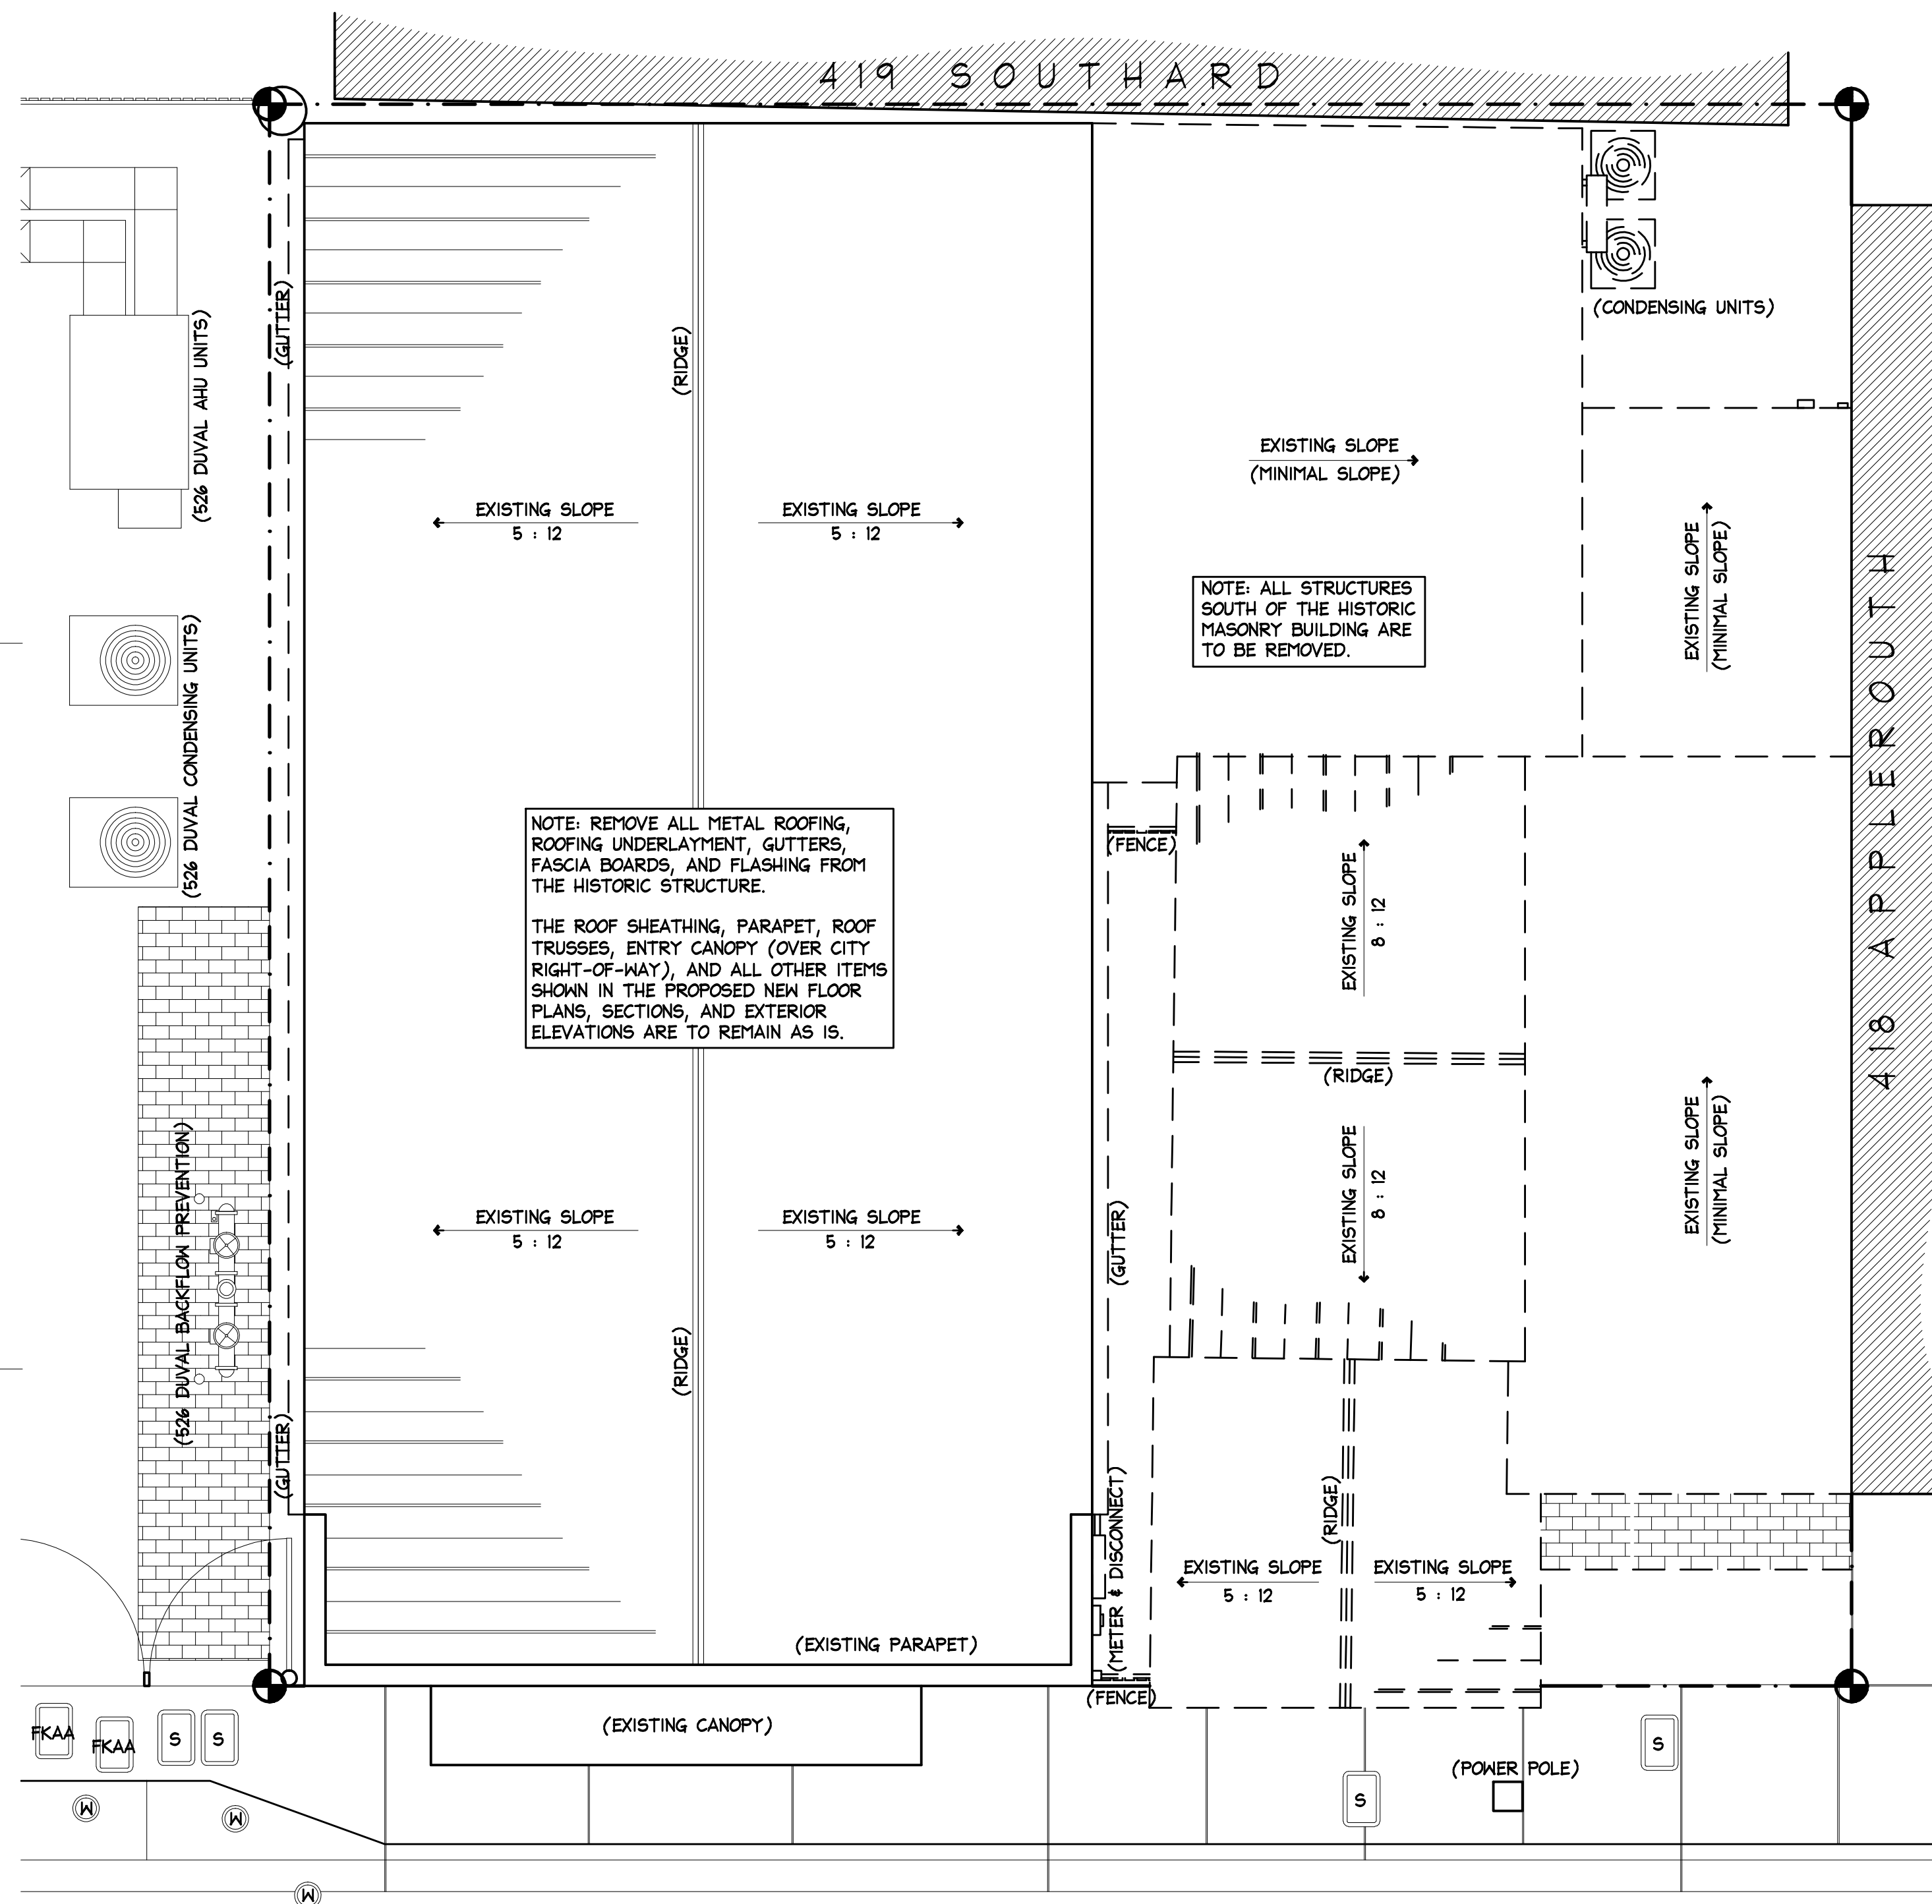 419 SOUTHARD
(GUTTER)
(526 DUVAL AHU UNITS)
(RIDGE)
(CONDENSING UNITS)
EXISTING SLOPE
(MINIMAL SLOPE)
EXISTING SLOPE
5 : 12
EXISTING SLOPE
5 : 12
EXISTING SLOPE
(MINIMAL SLOPE)
NOTE: ALL STRUCTURES
SOUTH OF THE HISTORIC
MASONRY BUILDING ARE
TO BE REMOVED.
418 APPLEROUTH
(526 DUVAL CONDENSING UNITS)
NOTE: REMOVE ALL METAL ROOFING,
ROOFING UNDERLAYMENT, GUTTERS,
FASCIA BOARDS, AND FLASHING FROM
THE HISTORIC STRUCTURE.
THE ROOF SHEATHING, PARAPET, ROOF
TRUSSES, ENTRY CANOPY (OVER CITY
RIGHT-OF-WAY), AND ALL OTHER ITEMS
SHOWN IN THE PROPOSED NEW FLOOR
PLANS, SECTIONS, AND EXTERIOR
ELEVATIONS ARE TO REMAIN AS IS.
(FENCE)
EXISTING SLOPE
8 : 12
(RIDGE)
EXISTING SLOPE
8 : 12
EXISTING SLOPE
(MINIMAL SLOPE)
(526 DUVAL BACKFLOW PREVENTION)
EXISTING SLOPE
5 : 12
EXISTING SLOPE
5 : 12
(GUTTER)
(RIDGE)
(GUTTER)
(METER & DISCONNECT)
(RIDGE)
EXISTING SLOPE
5 : 12
EXISTING SLOPE
5 : 12
(EXISTING PARAPET)
(FENCE)
(EXISTING CANOPY)
FKAA
FKAA
S
S
S
(POWER POLE)
S
W
W
W